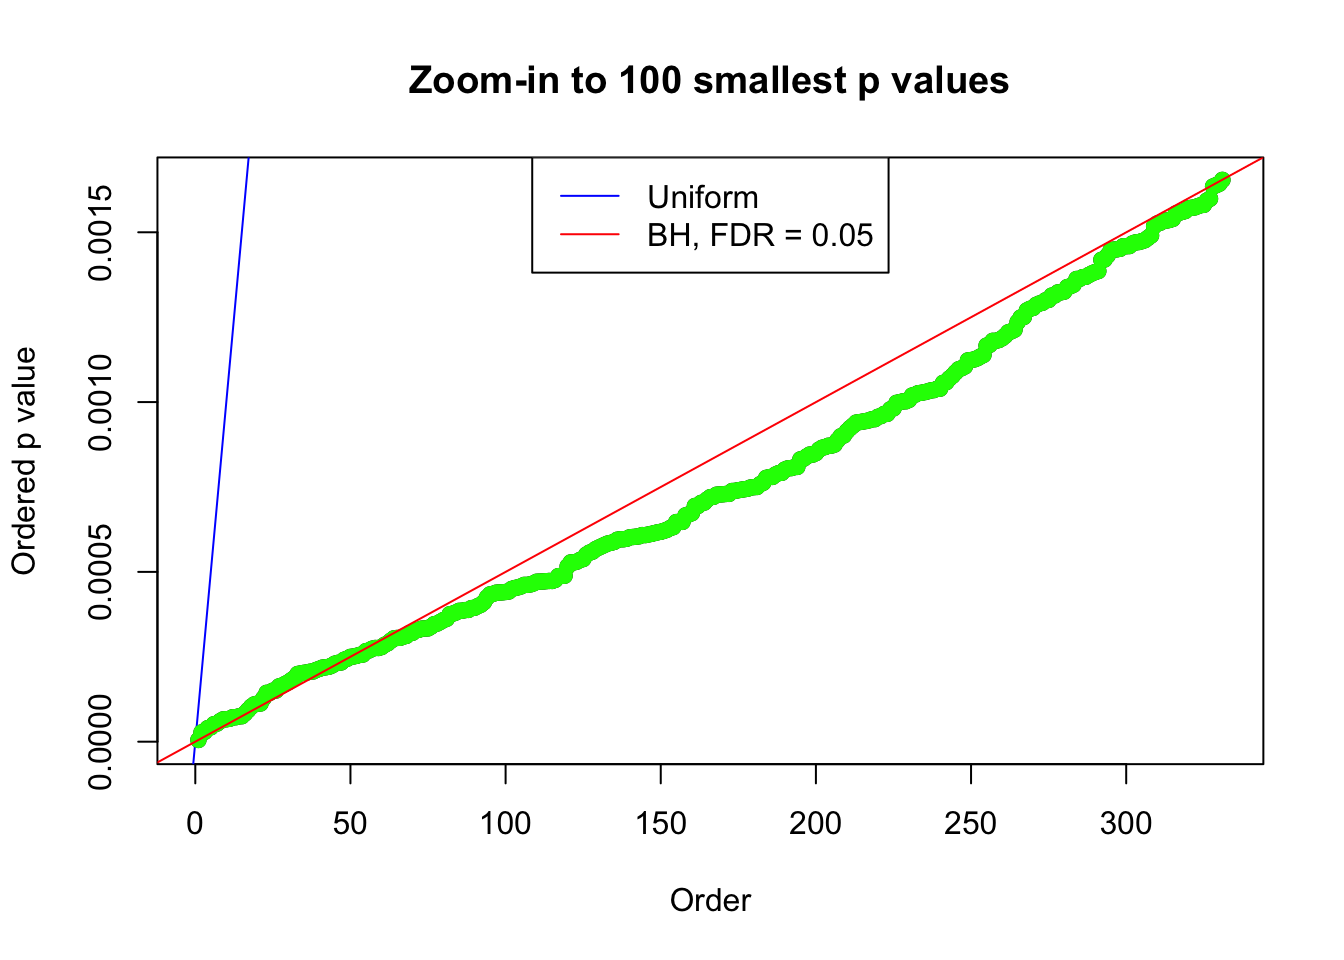 Zoom-in to 100 smallest p values
Uniform
BH, FDR = 0.05
Ordered p value
0.0015
0.0010
0.0005
0.0000
0 50 100 150 200 250 300
Order